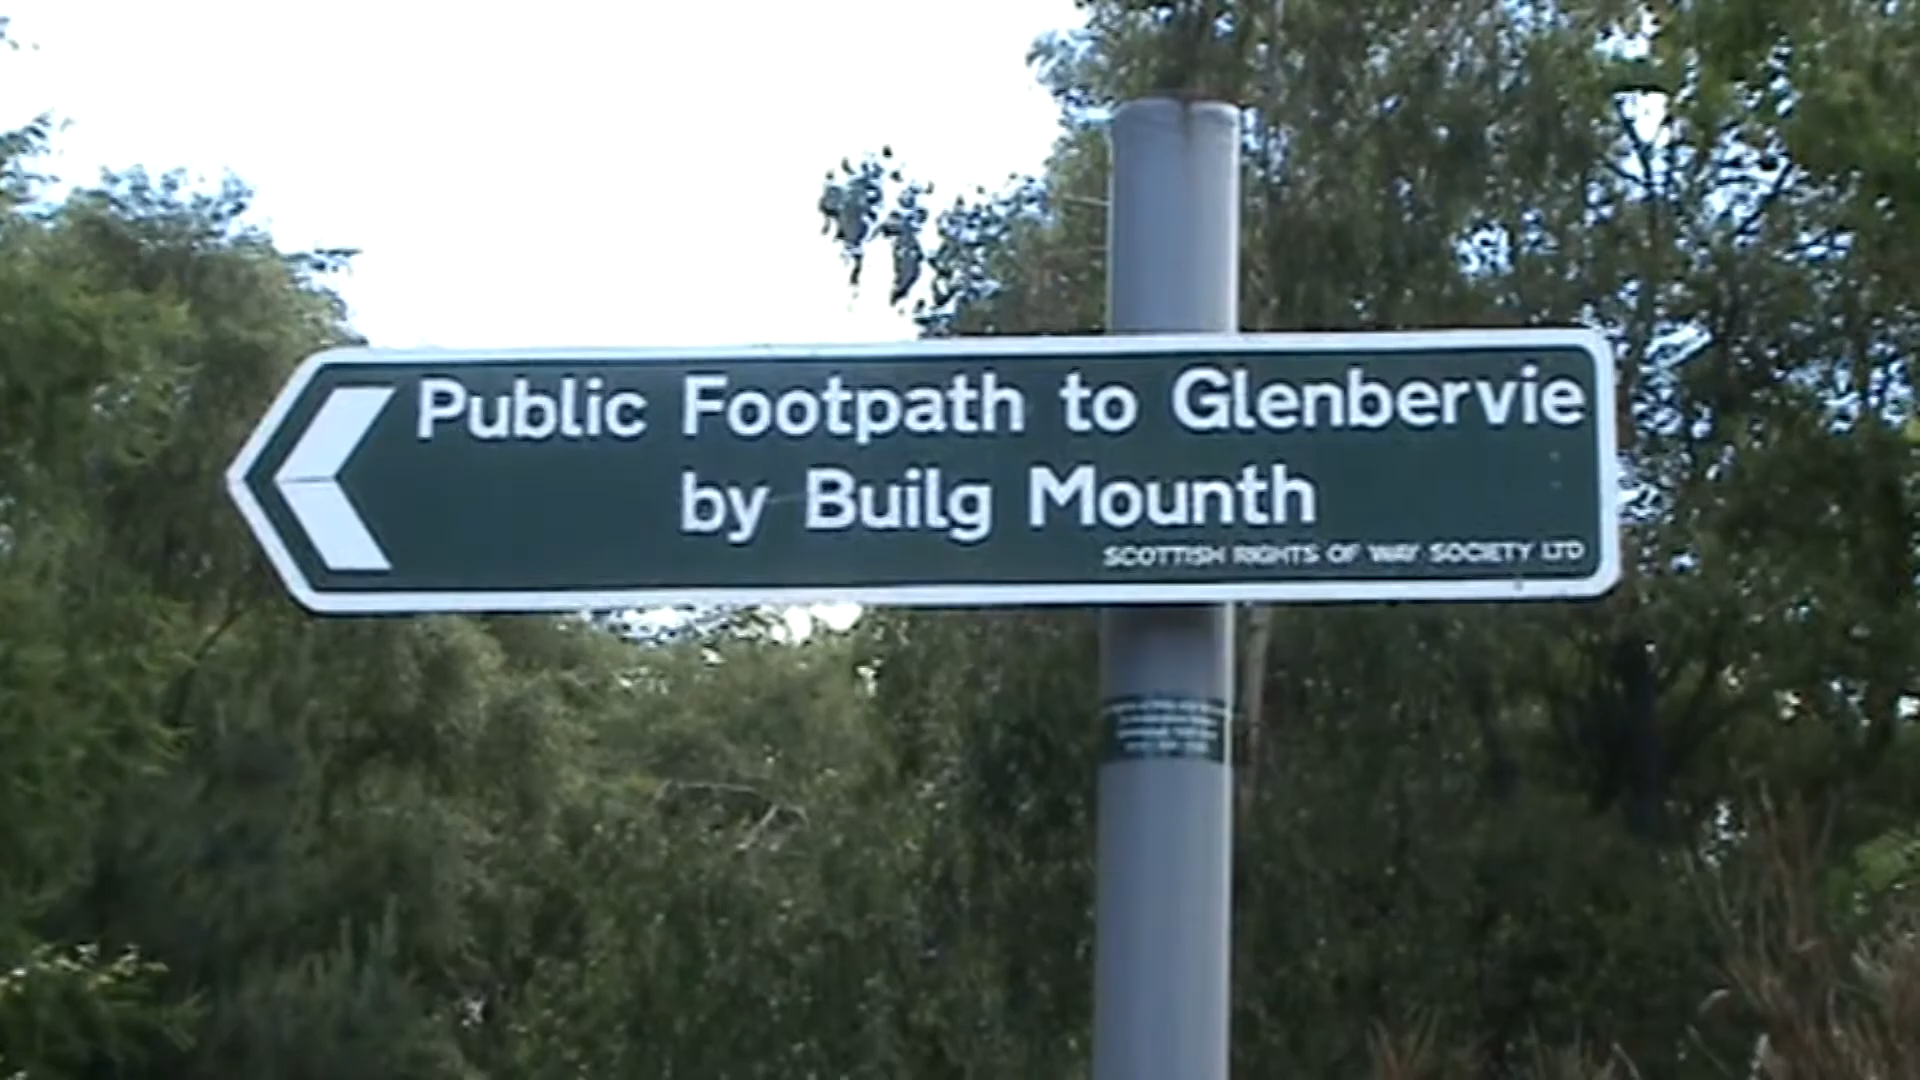 Public Footpath to Glenbervie
by Builg Mounth
SCOTTISH RIGHTS OF WAY SOCIETY LTD